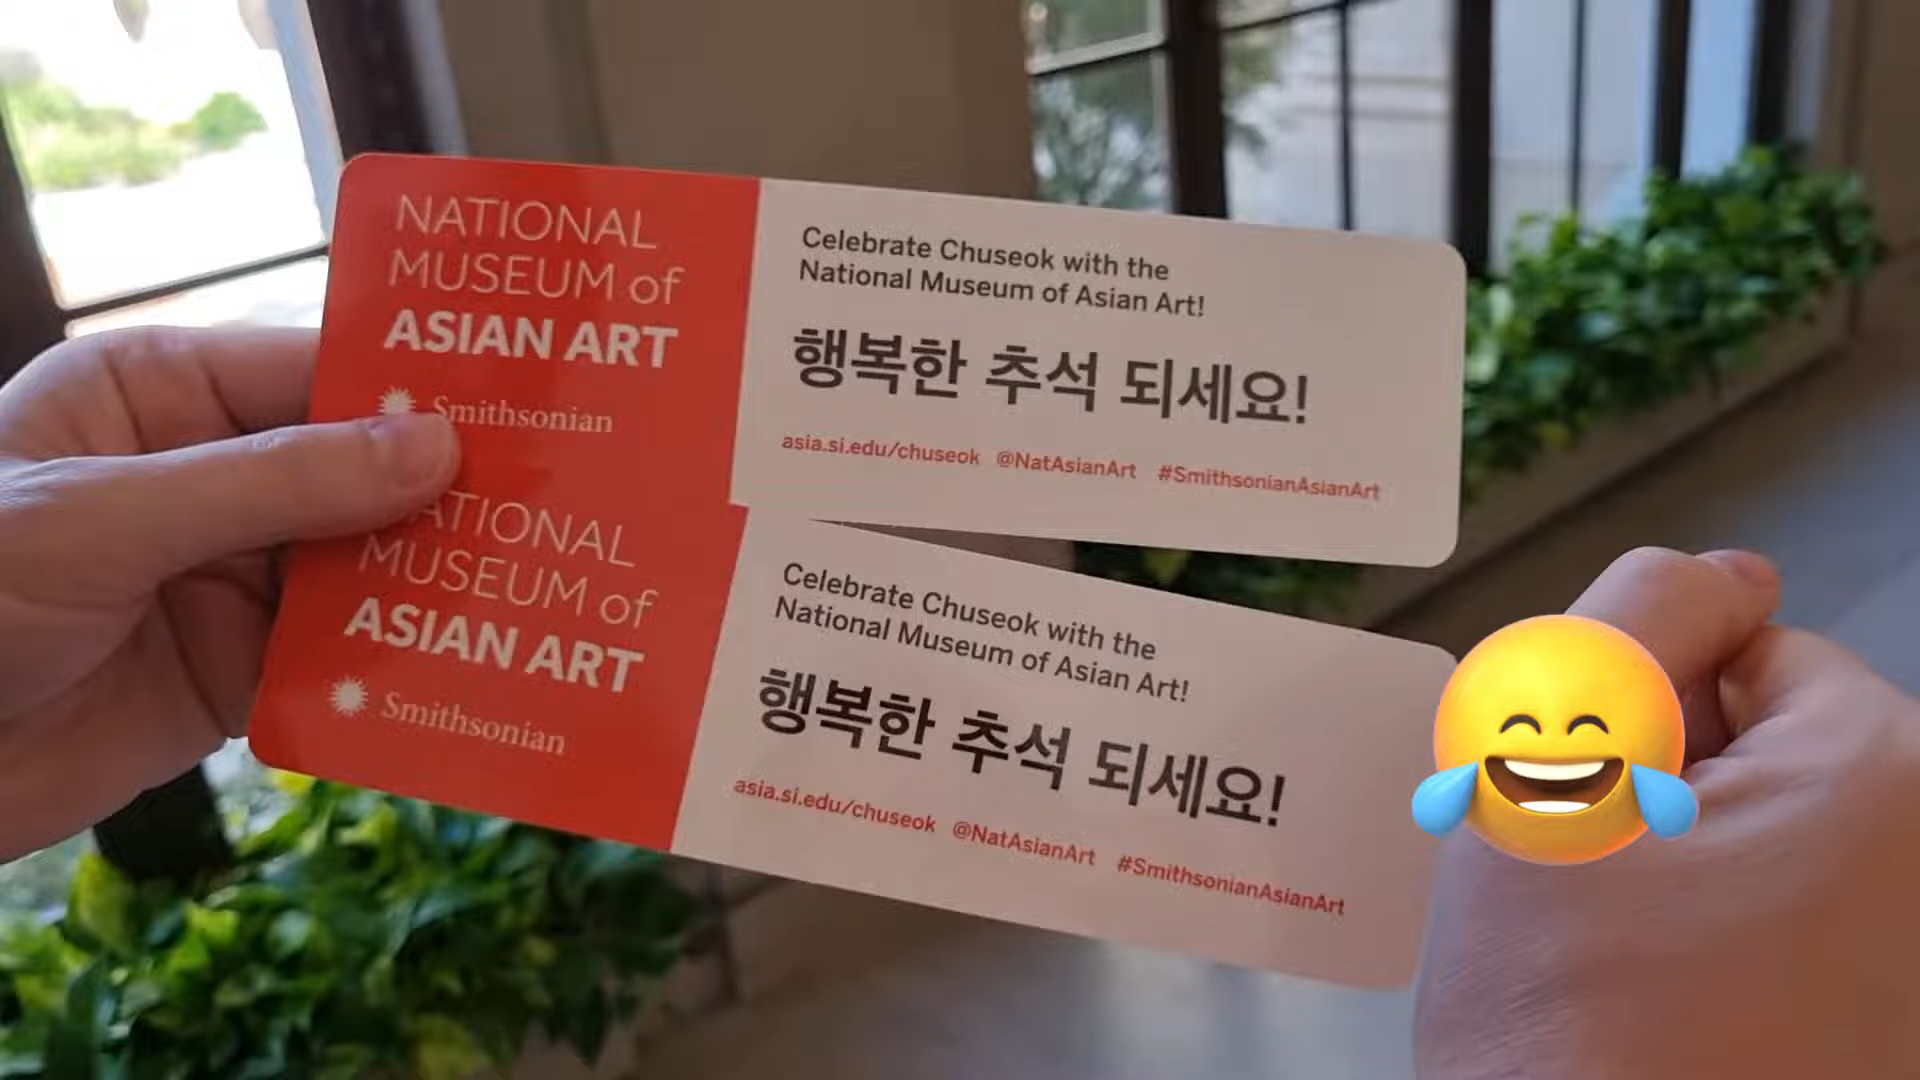 NATIONAL
MUSEUM of
ASIAN ART
Smithsonian
Celebrate Chuseok with the
National Museum of Asian Art!
행복한 추석 되세요!
asia.si.edu/chuseok @NatAsianArt #SmithsonianAsianArt
NATIONAL
MUSEUM of
ASIAN ART
Smithsonian
Celebrate Chuseok with the
National Museum of Asian Art!
행복한 추석 되세요!
asia.si.edu/chuseok @NatAsianArt #SmithsonianAsianArt